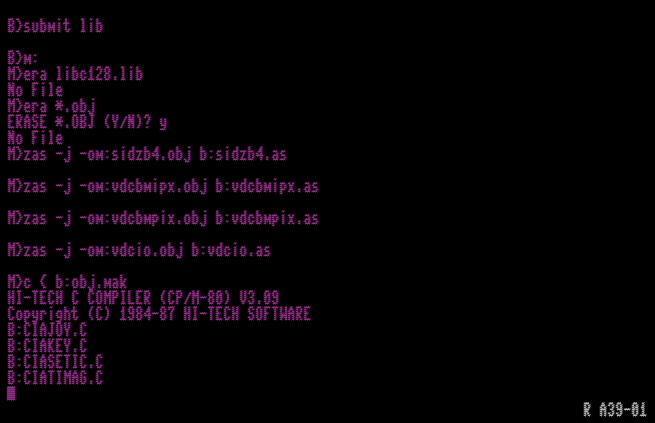 B>submit lib
B>m:
M>era libc128.lib
No File
M>era *.obj
ERASE *.OBJ (Y/N)? y
No File
M>zas -j -om:sidzb4.obj b:sidzb4.as
M>zas -j -om:vdcbmipx.obj b:vdcbmipx.as
M>zas -j -om:vdcbmpix.obj b:vdcbmpix.as
M>zas -j -om:vdcio.obj b:vdcio.as
M>c < b:obj.mak
HI-TECH C COMPILER (CP/M-80) V3.09
Copyright (C) 1984-87 HI-TECH SOFTWARE
B:CIAJOY.C
B:CIAKEY.C
B:CIASETIC.C
B:CIATIMAG.C
R A39-01